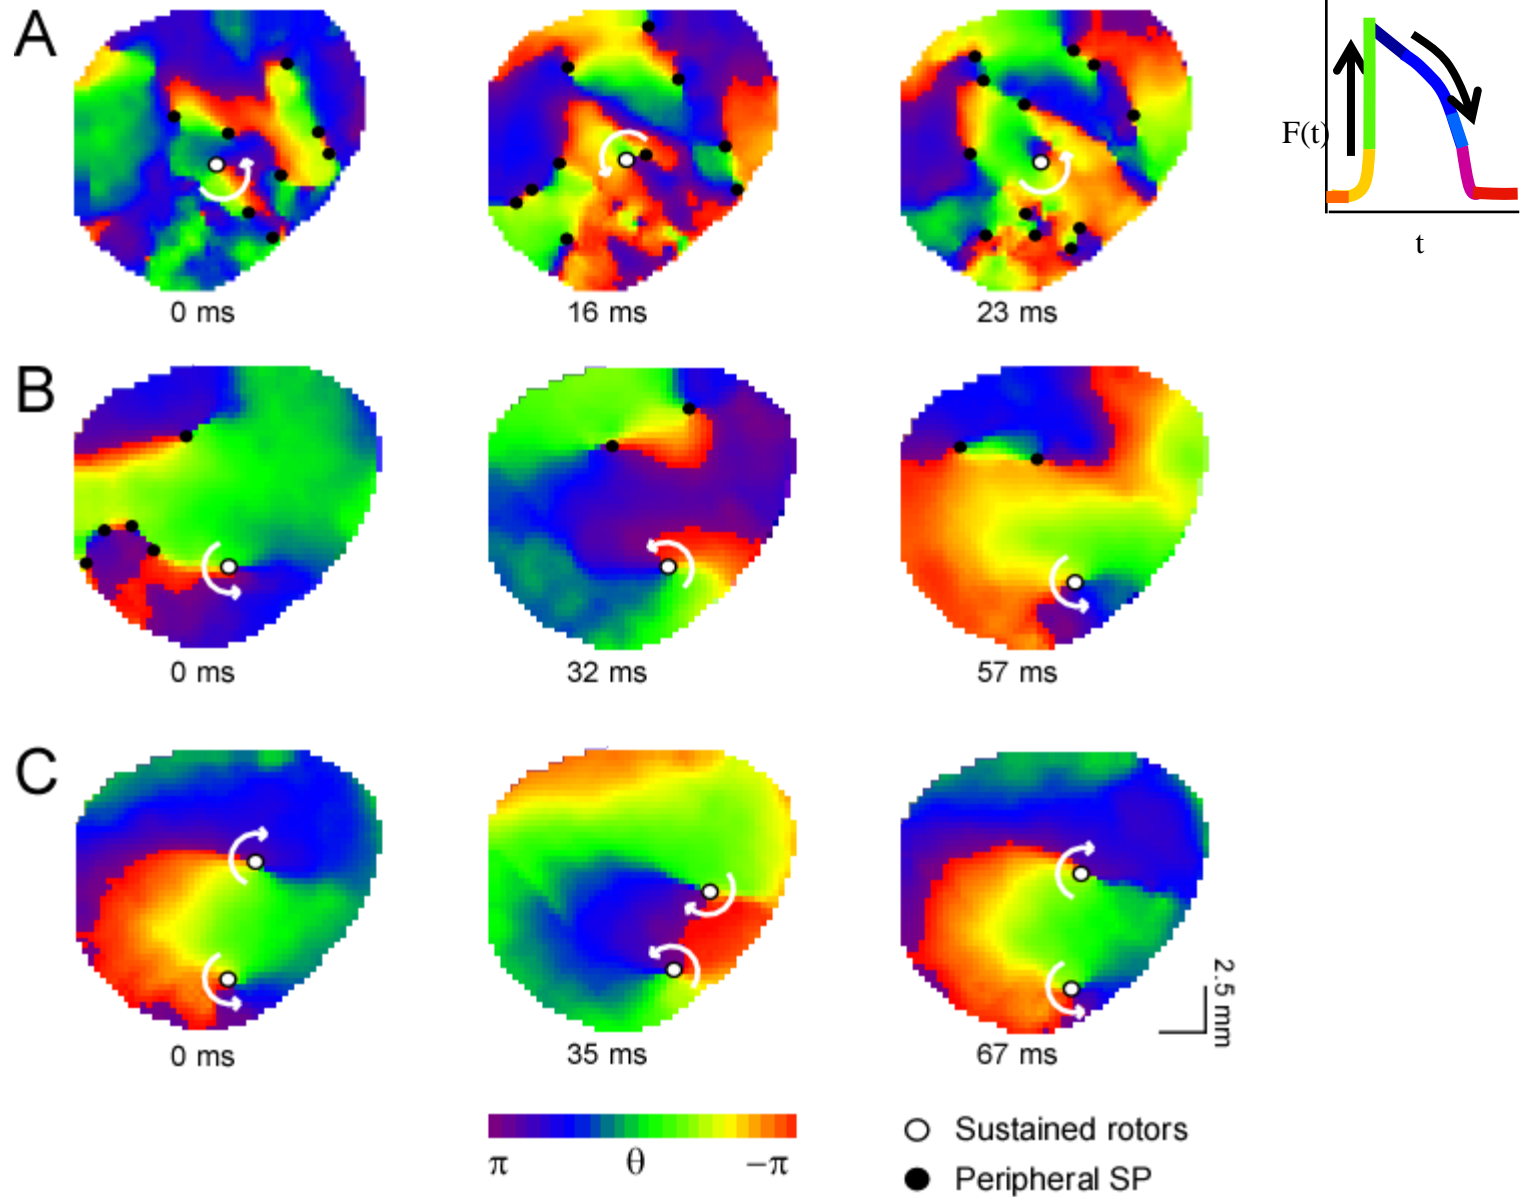 A
0 ms
16 ms
23 ms
F(t)
t
B
0 ms
32 ms
57 ms
C
0 ms
35 ms
67 ms
2.5 mm
π
θ
−π
Sustained rotors
Peripheral SP